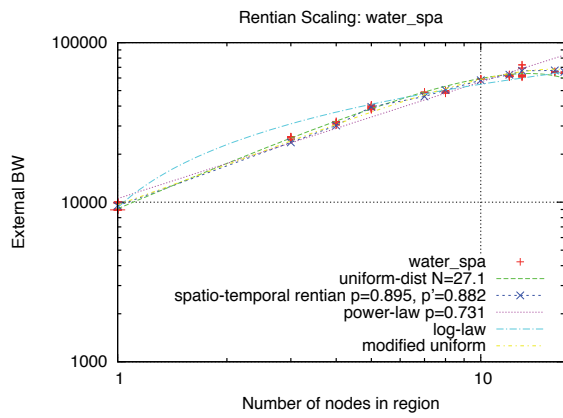 Rentian Scaling: water_spa
100000
10000
1000
External BW
water_spa
uniform-dist N=27.1
spatio-temporal rentian p=0.895, p'=0.882
power-law p=0.731
log-law
modified uniform
1
10
Number of nodes in region